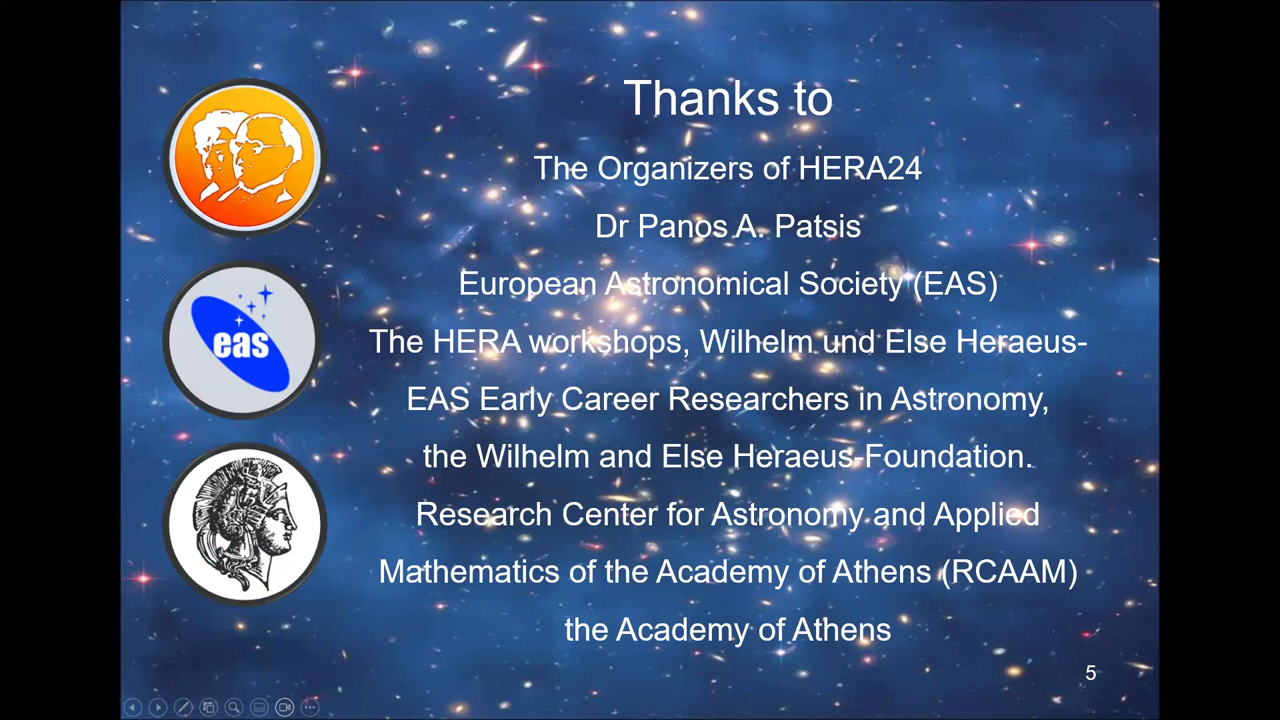 Thanks to
The Organizers of HERA24
Dr Panos A. Patsis
European Astronomical Society (EAS)
The HERA workshops, Wilhelm und Else Heraeus-
EAS Early Career Researchers in Astronomy,
the Wilhelm and Else Heraeus-Foundation.
Research Center for Astronomy and Applied
Mathematics of the Academy of Athens (RCAAM)
the Academy of Athens
eas
5